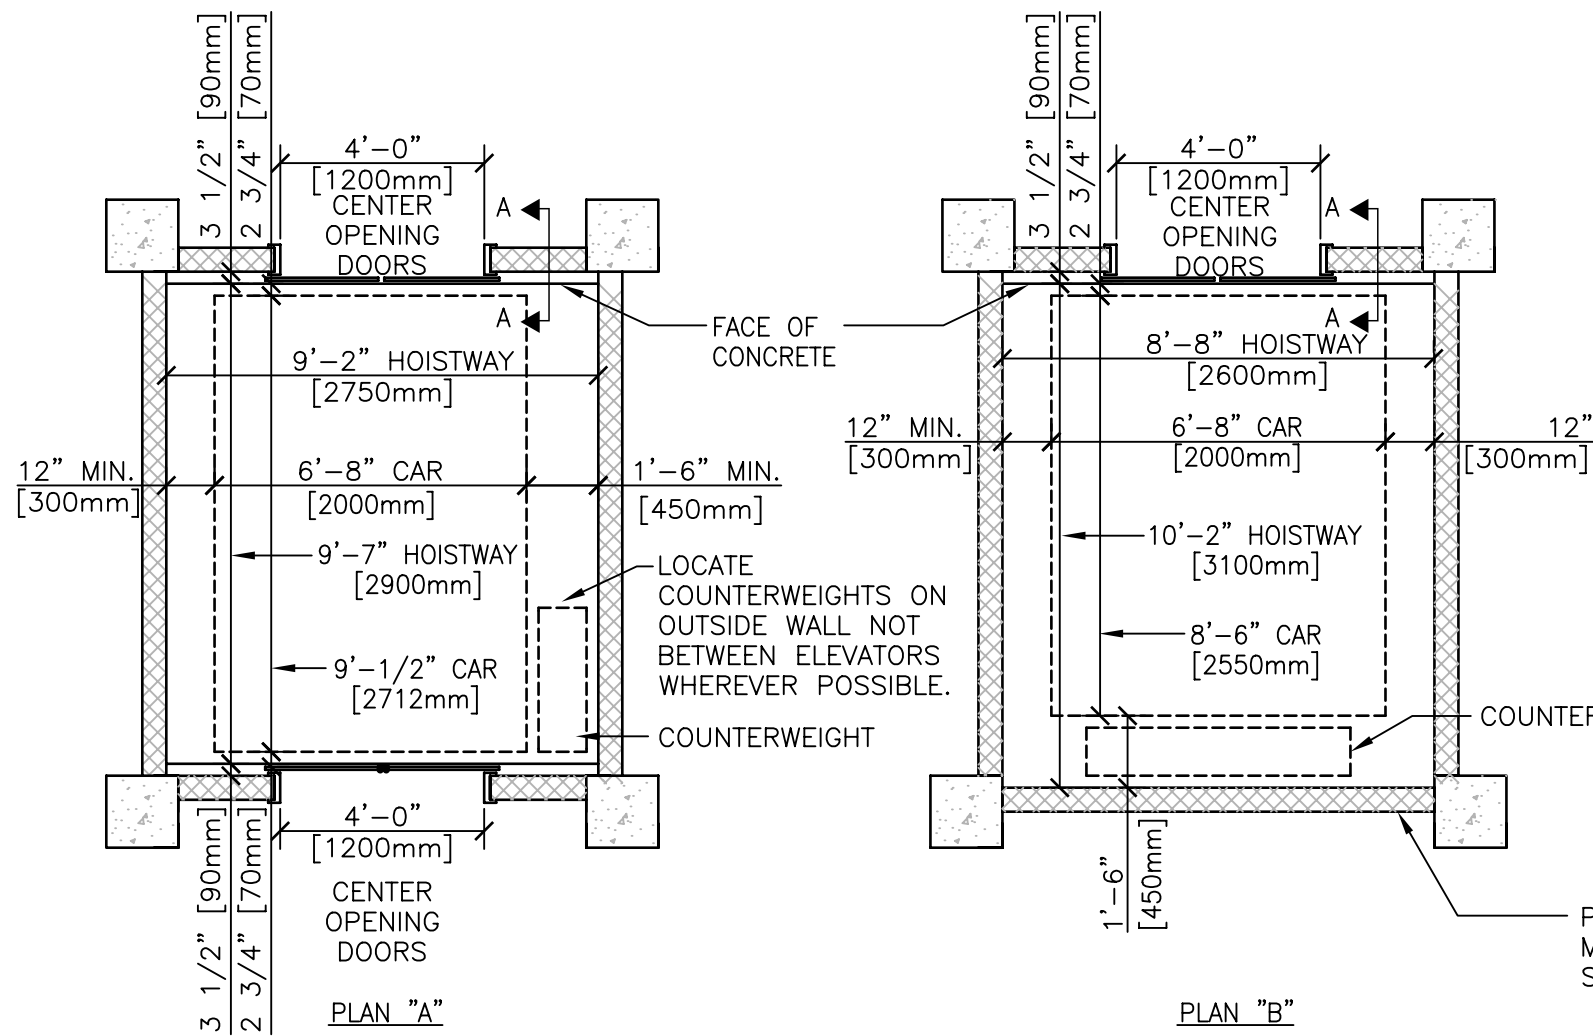 3 1/2" [90mm]
2 3/4" [70mm]
4'-0"
[1200mm]
CENTER
OPENING
DOORS
A
A
9'-2" HOISTWAY
[2750mm]
12" MIN.
[300mm]
6'-8" CAR
[2000mm]
1'-6" MIN.
[450mm]
9'-7" HOISTWAY
[2900mm]
9'-1/2" CAR
[2712mm]
LOCATE
COUNTERWEIGHTS ON
OUTSIDE WALL NOT
BETWEEN ELEVATORS
WHEREVER POSSIBLE.
COUNTERWEIGHT
4'-0"
[1200mm]
CENTER
OPENING
DOORS
3 1/2" [90mm]
2 3/4" [70mm]
PLAN "A"
FACE OF
CONCRETE
3 1/2" [90mm]
2 3/4" [70mm]
4'-0"
[1200mm]
CENTER
OPENING
DOORS
A
A
8'-8" HOISTWAY
[2600mm]
12" MIN.
[300mm]
6'-8" CAR
[2000mm]
12"
[300mm]
10'-2" HOISTWAY
[3100mm]
8'-6" CAR
[2550mm]
COUNTER
1'-6"
[450mm]
P
M
S
PLAN "B"